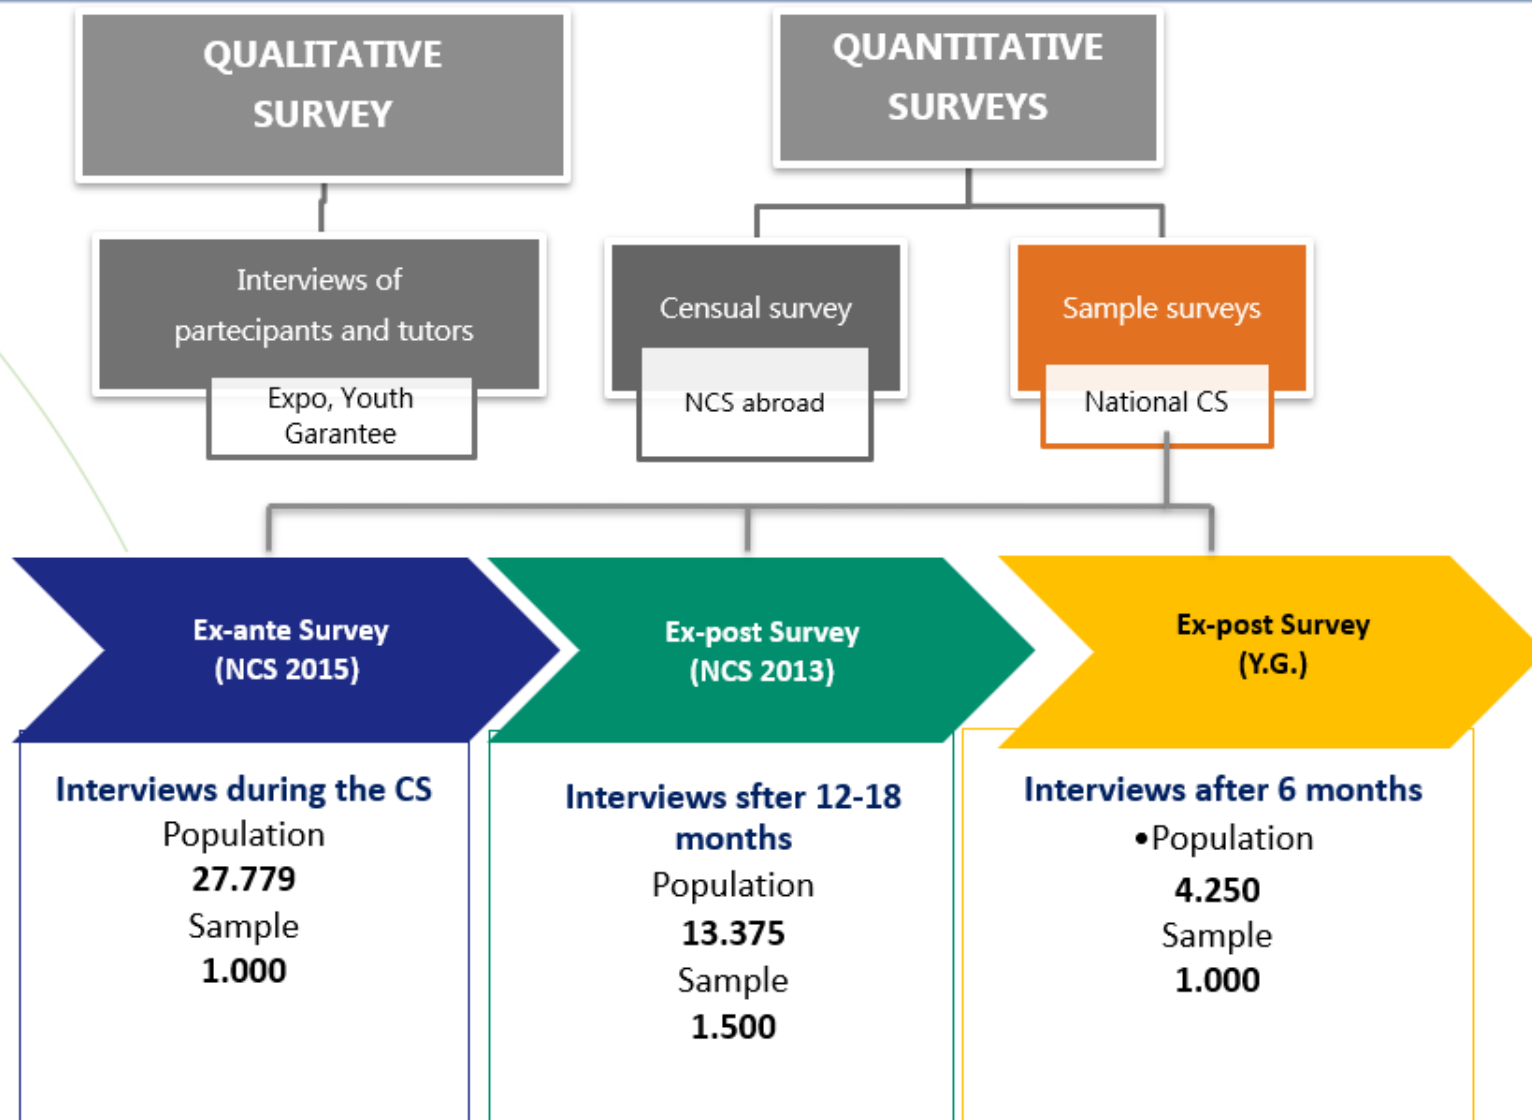 QUALITATIVE
SURVEY
QUANTITATIVE
SURVEYS
Interviews of
partecipants and tutors
Expo, Youth
Garantee
Censual survey
NCS abroad
Sample surveys
National CS
Ex-ante Survey
(NCS 2015)
Ex-post Survey
(NCS 2013)
Ex-post Survey
(Y.G.)
Interviews during the CS
Population
27.779
Sample
1.000
Interviews sfter 12-18
months
Population
13.375
Sample
1.500
Interviews after 6 months
•Population
4.250
Sample
1.000